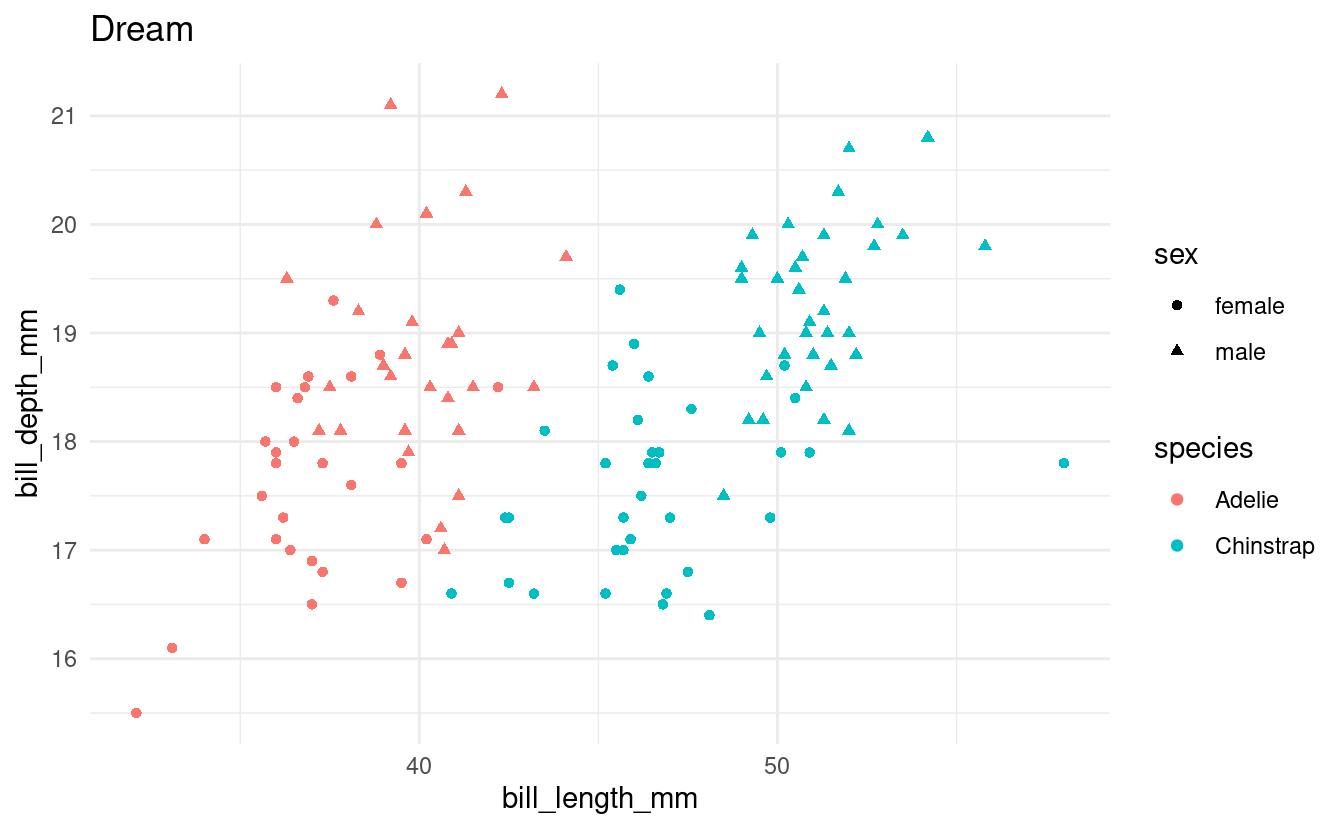 Dream
21
20
19
18
17
16
bill_depth_mm
40
50
bill_length_mm
sex
female
male
species
Adelie
Chinstrap